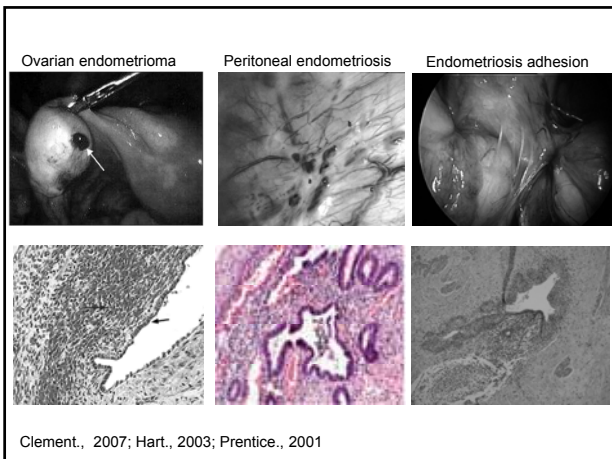 Ovarian endometrioma
Peritoneal endometriosis
Endometriosis adhesion
Clement., 2007; Hart., 2003; Prentice., 2001